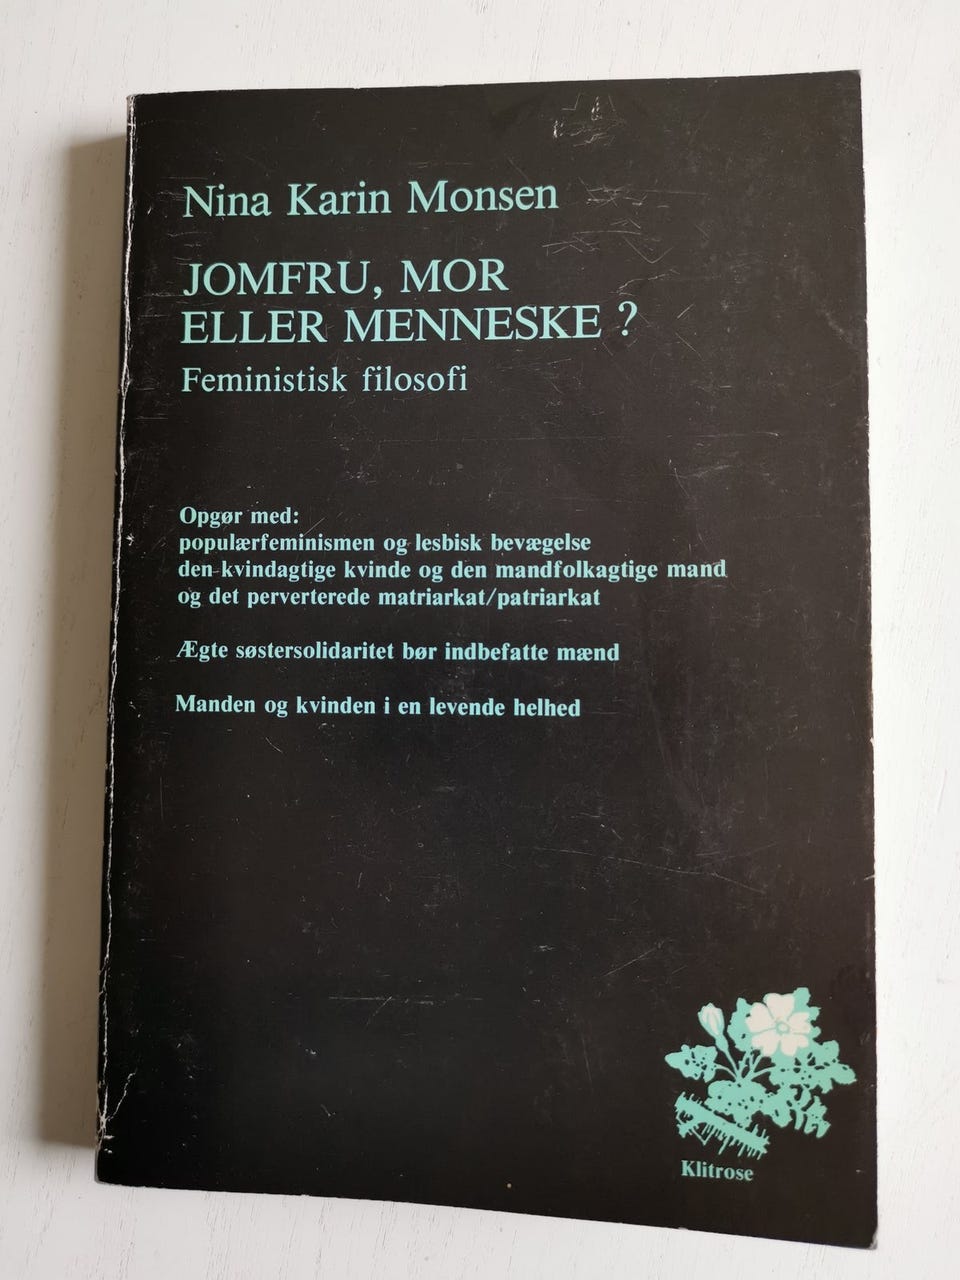 Nina Karin Monsen
JOMFRU, MOR
ELLER MENNESKE ?
Feministisk filosofi
Opgør med:
populærfeminismen og lesbisk bevægelse
den kvindagtige kvinde og den mandfolkagtige mand
og det perverterede matriarkat/patriarkat
Ægte søstersolidaritet bør indbefatte mænd
Manden og kvinden i en levende helhed
Klitrose